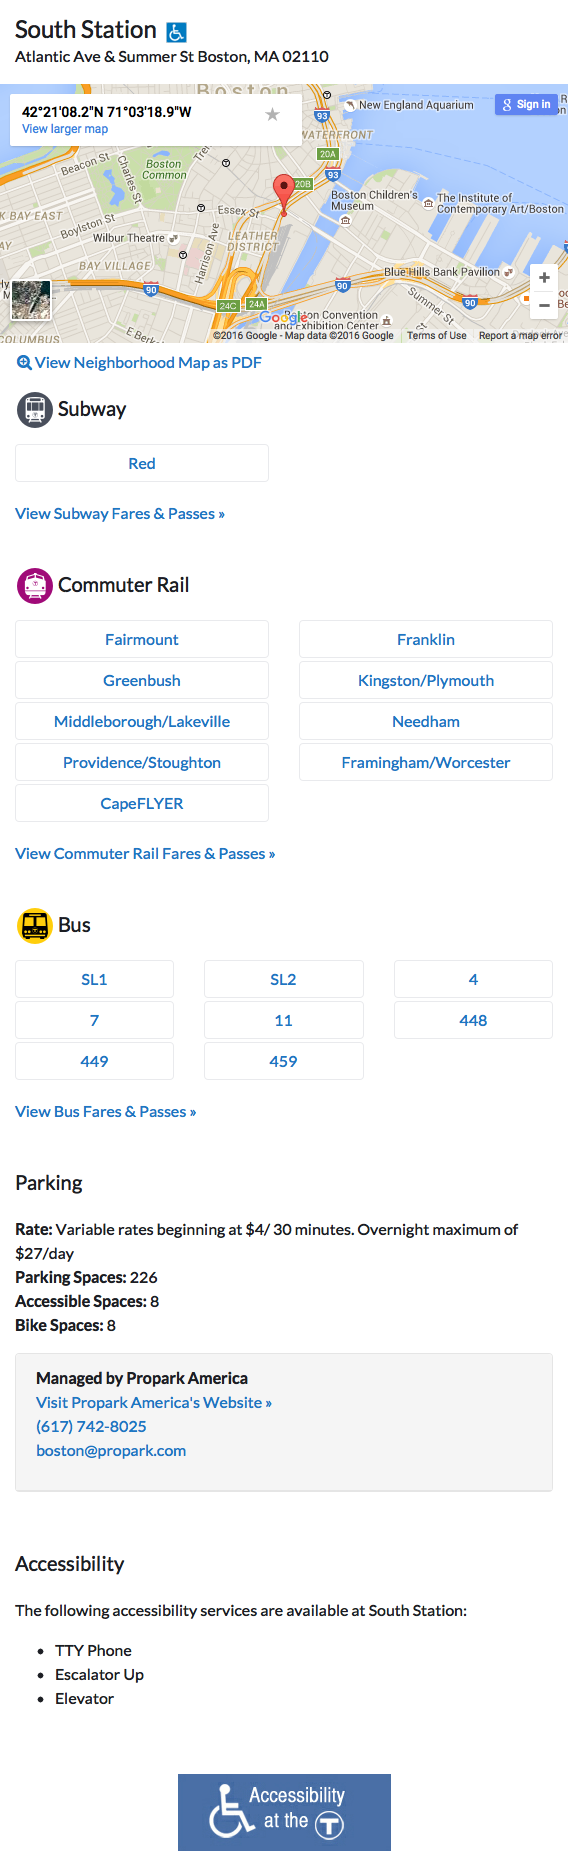 South Station
Atlantic Ave & Summer St Boston, MA 02110
Boston
42°21'08.2"N 71°03'18.9"W
View larger map
Sign in
New England Aquarium
93
WATERFRONT
20A
Beacon St
Charles St
Boston
Common
93
20B
Boston Children's
Museum
The Institute of
Contemporary Art/Boston
K BAY EAST
Boylston St
Essex St
Wilbur Theatre
Harrison Ave
LEATHER
DISTRICT
BAY VILLAGE
Blue Hills Bank Pavilion
90
90
90
Summer St
24C
24A
Google
Boston Convention
and Exhibition Center
COLUMBUS
©2016 Google - Map data ©2016 Google
Terms of Use
Report a map error
View Neighborhood Map as PDF
Subway
Red
View Subway Fares & Passes »
Commuter Rail
Fairmount
Franklin
Greenbush
Kingston/Plymouth
Middleborough/Lakeville
Needham
Providence/Stoughton
Framingham/Worcester
CapeFLYER
View Commuter Rail Fares & Passes »
Bus
SL1
SL2
4
7
11
448
449
459
View Bus Fares & Passes »
Parking
Rate: Variable rates beginning at $4/ 30 minutes. Overnight maximum of
$27/day
Parking Spaces: 226
Accessible Spaces: 8
Bike Spaces: 8
Managed by Propark America
Visit Propark America's Website »
(617) 742-8025
boston@propark.com
Accessibility
The following accessibility services are available at South Station:
• TTY Phone
• Escalator Up
• Elevator
Accessibility
at the T